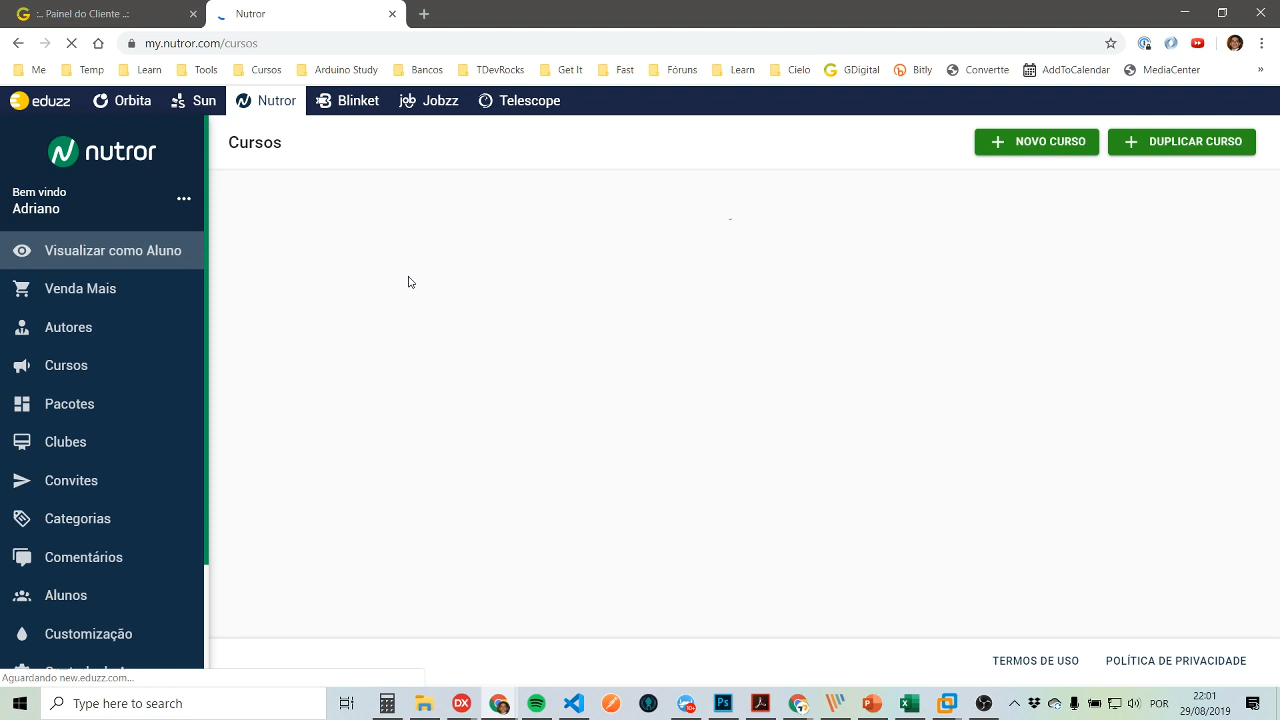 :. Painel do Cliente .:
Nutror
my.nutror.com/cursos
Me
Temp
Learn
Tools
Cursos
Arduino Study
Bancos
TDevRocks
Get It
Fast
Fóruns
Learn
Cielo
GDigital
Bitly
Convertte
AddToCalendar
MediaCenter
»
eduzz
Orbita
Sun
Nutror
Blinket
Jobzz
Telescope
nutror
Cursos
NOVO CURSO
DUPLICAR CURSO
Bem vindo
Adriano
Visualizar como Aluno
Venda Mais
Autores
Cursos
Pacotes
Clubes
Convites
Categorias
Comentários
Alunos
Customização
Aguardando new.eduzz.com...
TERMOS DE USO
POLÍTICA DE PRIVACIDADE
Type here to search
DX
10+
Ps
POR
22:01
29/08/2019